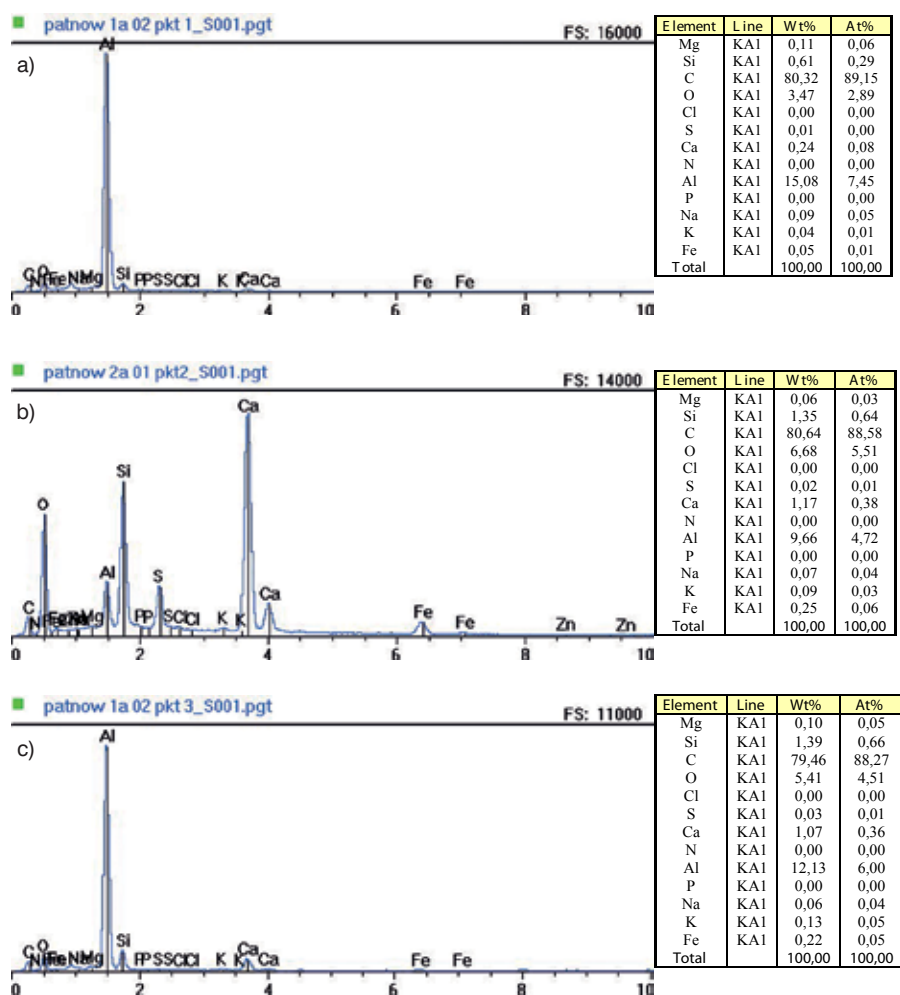 patnow 1a 02 pkt 1_S001.pgt
FS: 16000
a)
Al
C O Fe Na Mg Si P P S S Cl Cl K K Ca Ca Fe Fe
0 2 4 6 8 10
Element Line Wt% At%
Mg KA1 0,11 0,06
Si KA1 0,61 0,29
C KA1 80,32 89,15
O KA1 3,47 2,89
Cl KA1 0,00 0,00
S KA1 0,01 0,00
Ca KA1 0,24 0,08
N KA1 0,00 0,00
Al KA1 15,08 7,45
P KA1 0,00 0,00
Na KA1 0,09 0,05
K KA1 0,04 0,01
Fe KA1 0,05 0,01
Total 100,00 100,00
patnow 2a 01 pkt2_S001.pgt
FS: 14000
b)
Ca
Si
O
Al S
Ca
C N Mg P P S Cl Cl K K Fe Fe Zn Zn
0 2 4 6 8 10
Element Line Wt% At%
Mg KA1 0,06 0,03
Si KA1 1,35 0,64
C KA1 80,64 88,58
O KA1 6,68 5,51
Cl KA1 0,00 0,00
S KA1 0,02 0,01
Ca KA1 1,17 0,38
N KA1 0,00 0,00
Al KA1 9,66 4,72
P KA1 0,00 0,00
Na KA1 0,07 0,04
K KA1 0,09 0,03
Fe KA1 0,25 0,06
Total 100,00 100,00
patnow 1a 02 pkt 3_S001.pgt
FS: 11000
c)
Al
C O N Fe Na Mg Si P P S S Cl Cl K K Ca Ca Fe Fe
0 2 4 6 8 10
Element Line Wt% At%
Mg KA1 0,10 0,05
Si KA1 1,39 0,66
C KA1 79,46 88,27
O KA1 5,41 4,51
Cl KA1 0,00 0,00
S KA1 0,03 0,01
Ca KA1 1,07 0,36
N KA1 0,00 0,00
Al KA1 12,13 6,00
P KA1 0,00 0,00
Na KA1 0,06 0,04
K KA1 0,13 0,05
Fe KA1 0,22 0,05
Total 100,00 100,00